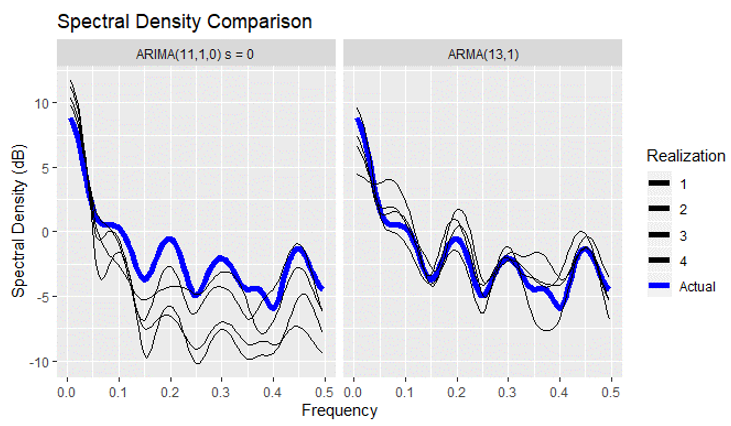 Spectral Density Comparison
ARIMA(11,1,0) s = 0
ARMA(13,1)
Spectral Density (dB)
10
5
0
-5
-10
0.0 0.1 0.2 0.3 0.4 0.5
0.0 0.1 0.2 0.3 0.4 0.5
Frequency
Realization
1
2
3
4
Actual